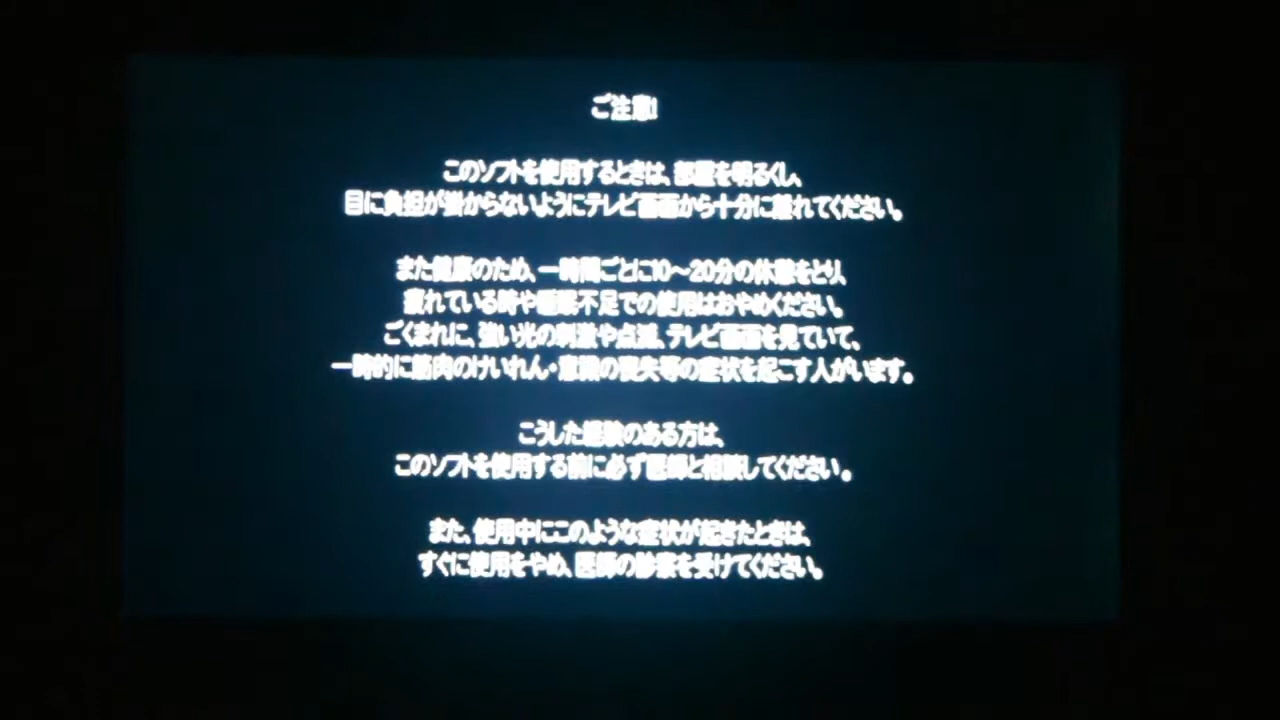 ご注意!
このソフトを使用するときは、部屋を明るくし、
目に負担が掛からないようにテレビ画面から十分に離れてください。
また健康のため、一時間ごとに10～20分の休憩をとり、
疲れている時や睡眠不足での使用はおやめください。
ごくまれに、強い光の刺激や点滅、テレビ画面を見ていて、
一時的に筋肉のけいれん・意識の喪失等の症状を起こす人がいます。
こうした経験のある方は、
このソフトを使用する前に必ず医師と相談してください。
また、使用中にこのような症状が起きたときは、
すぐに使用をやめ、医師の診察を受けてください。